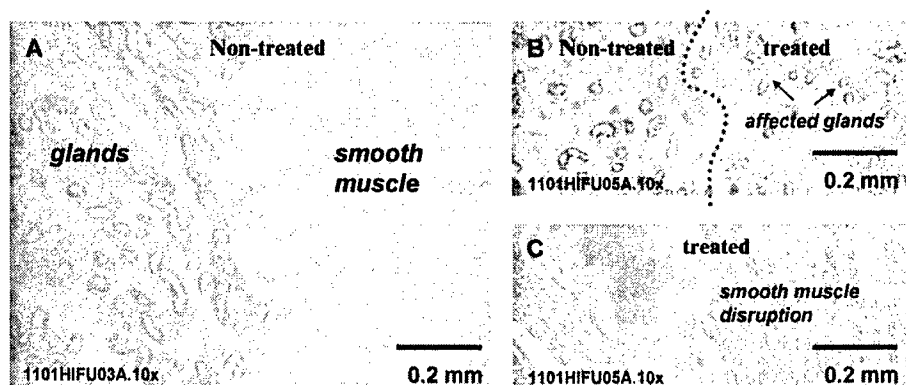 A
Non-treated
glands
smooth
muscle
1101HIFU03A.10x
0.2 mm
B
Non-treated
treated
affected glands
1101HIFU05A.10x
0.2 mm
C
treated
smooth muscle
disruption
1101HIFU05A.10x
0.2 mm